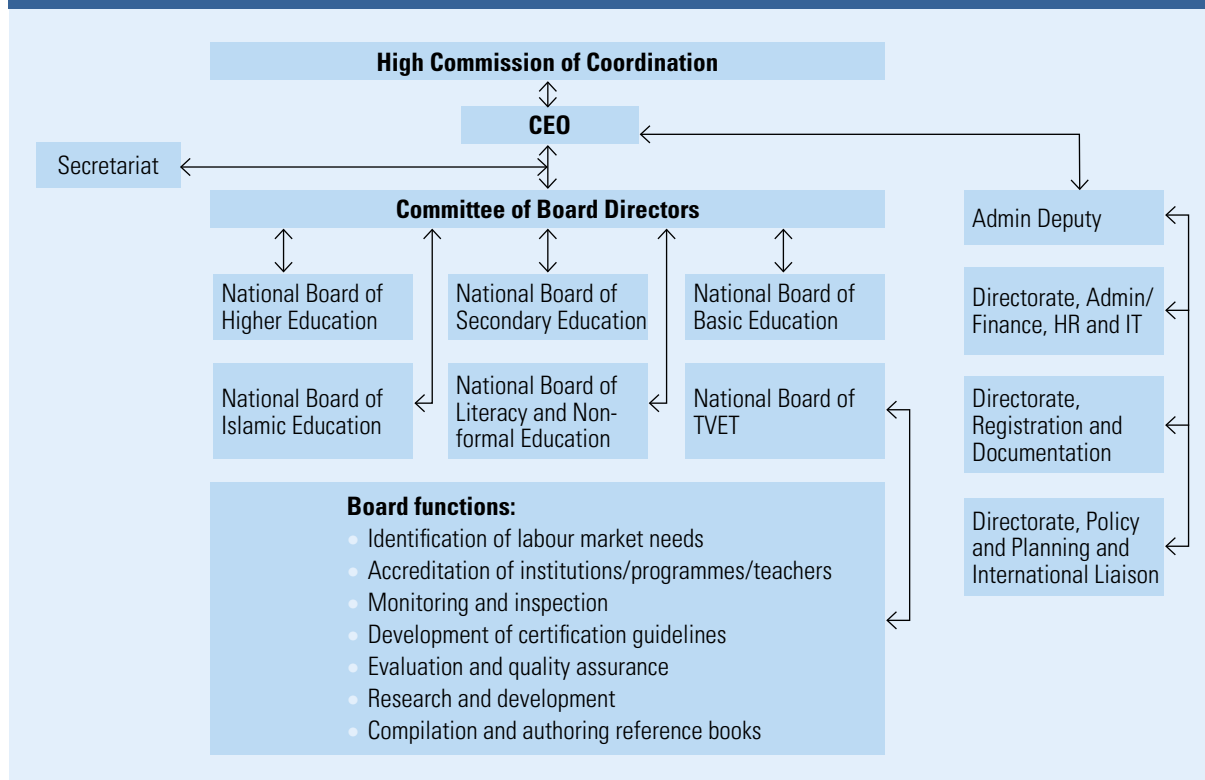 High Commission of Coordination
CEO
Secretariat
Committee of Board Directors
Admin Deputy
National Board of
Higher Education
National Board of
Secondary Education
National Board of
Basic Education
Directorate, Admin/
Finance, HR and IT
National Board of
Islamic Education
National Board of
Literacy and Non-
formal Education
National Board of
TVET
Directorate,
Registration and
Documentation
Board functions:
• Identification of labour market needs
• Accreditation of institutions/programmes/teachers
• Monitoring and inspection
• Development of certification guidelines
• Evaluation and quality assurance
• Research and development
• Compilation and authoring reference books
Directorate, Policy
and Planning and
International Liaison